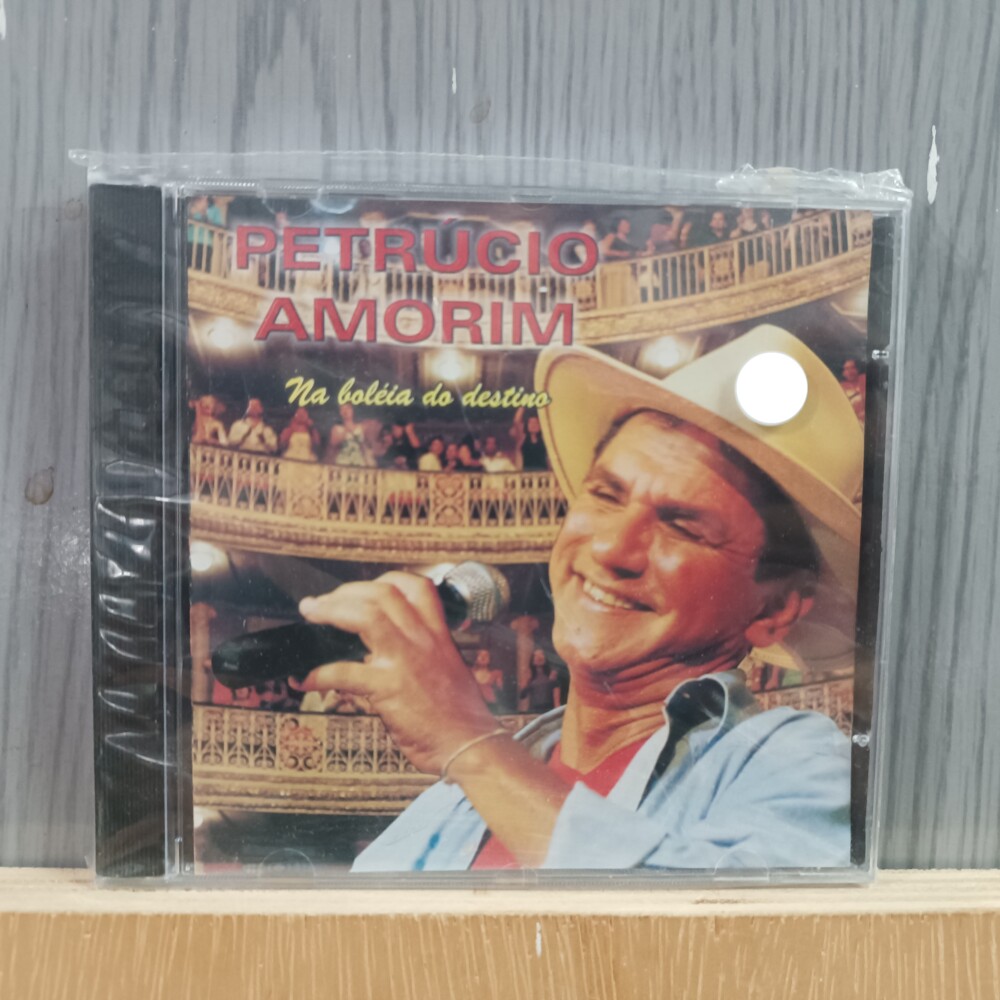 PETRÚCIO
AMORIM
Na boléia do destino